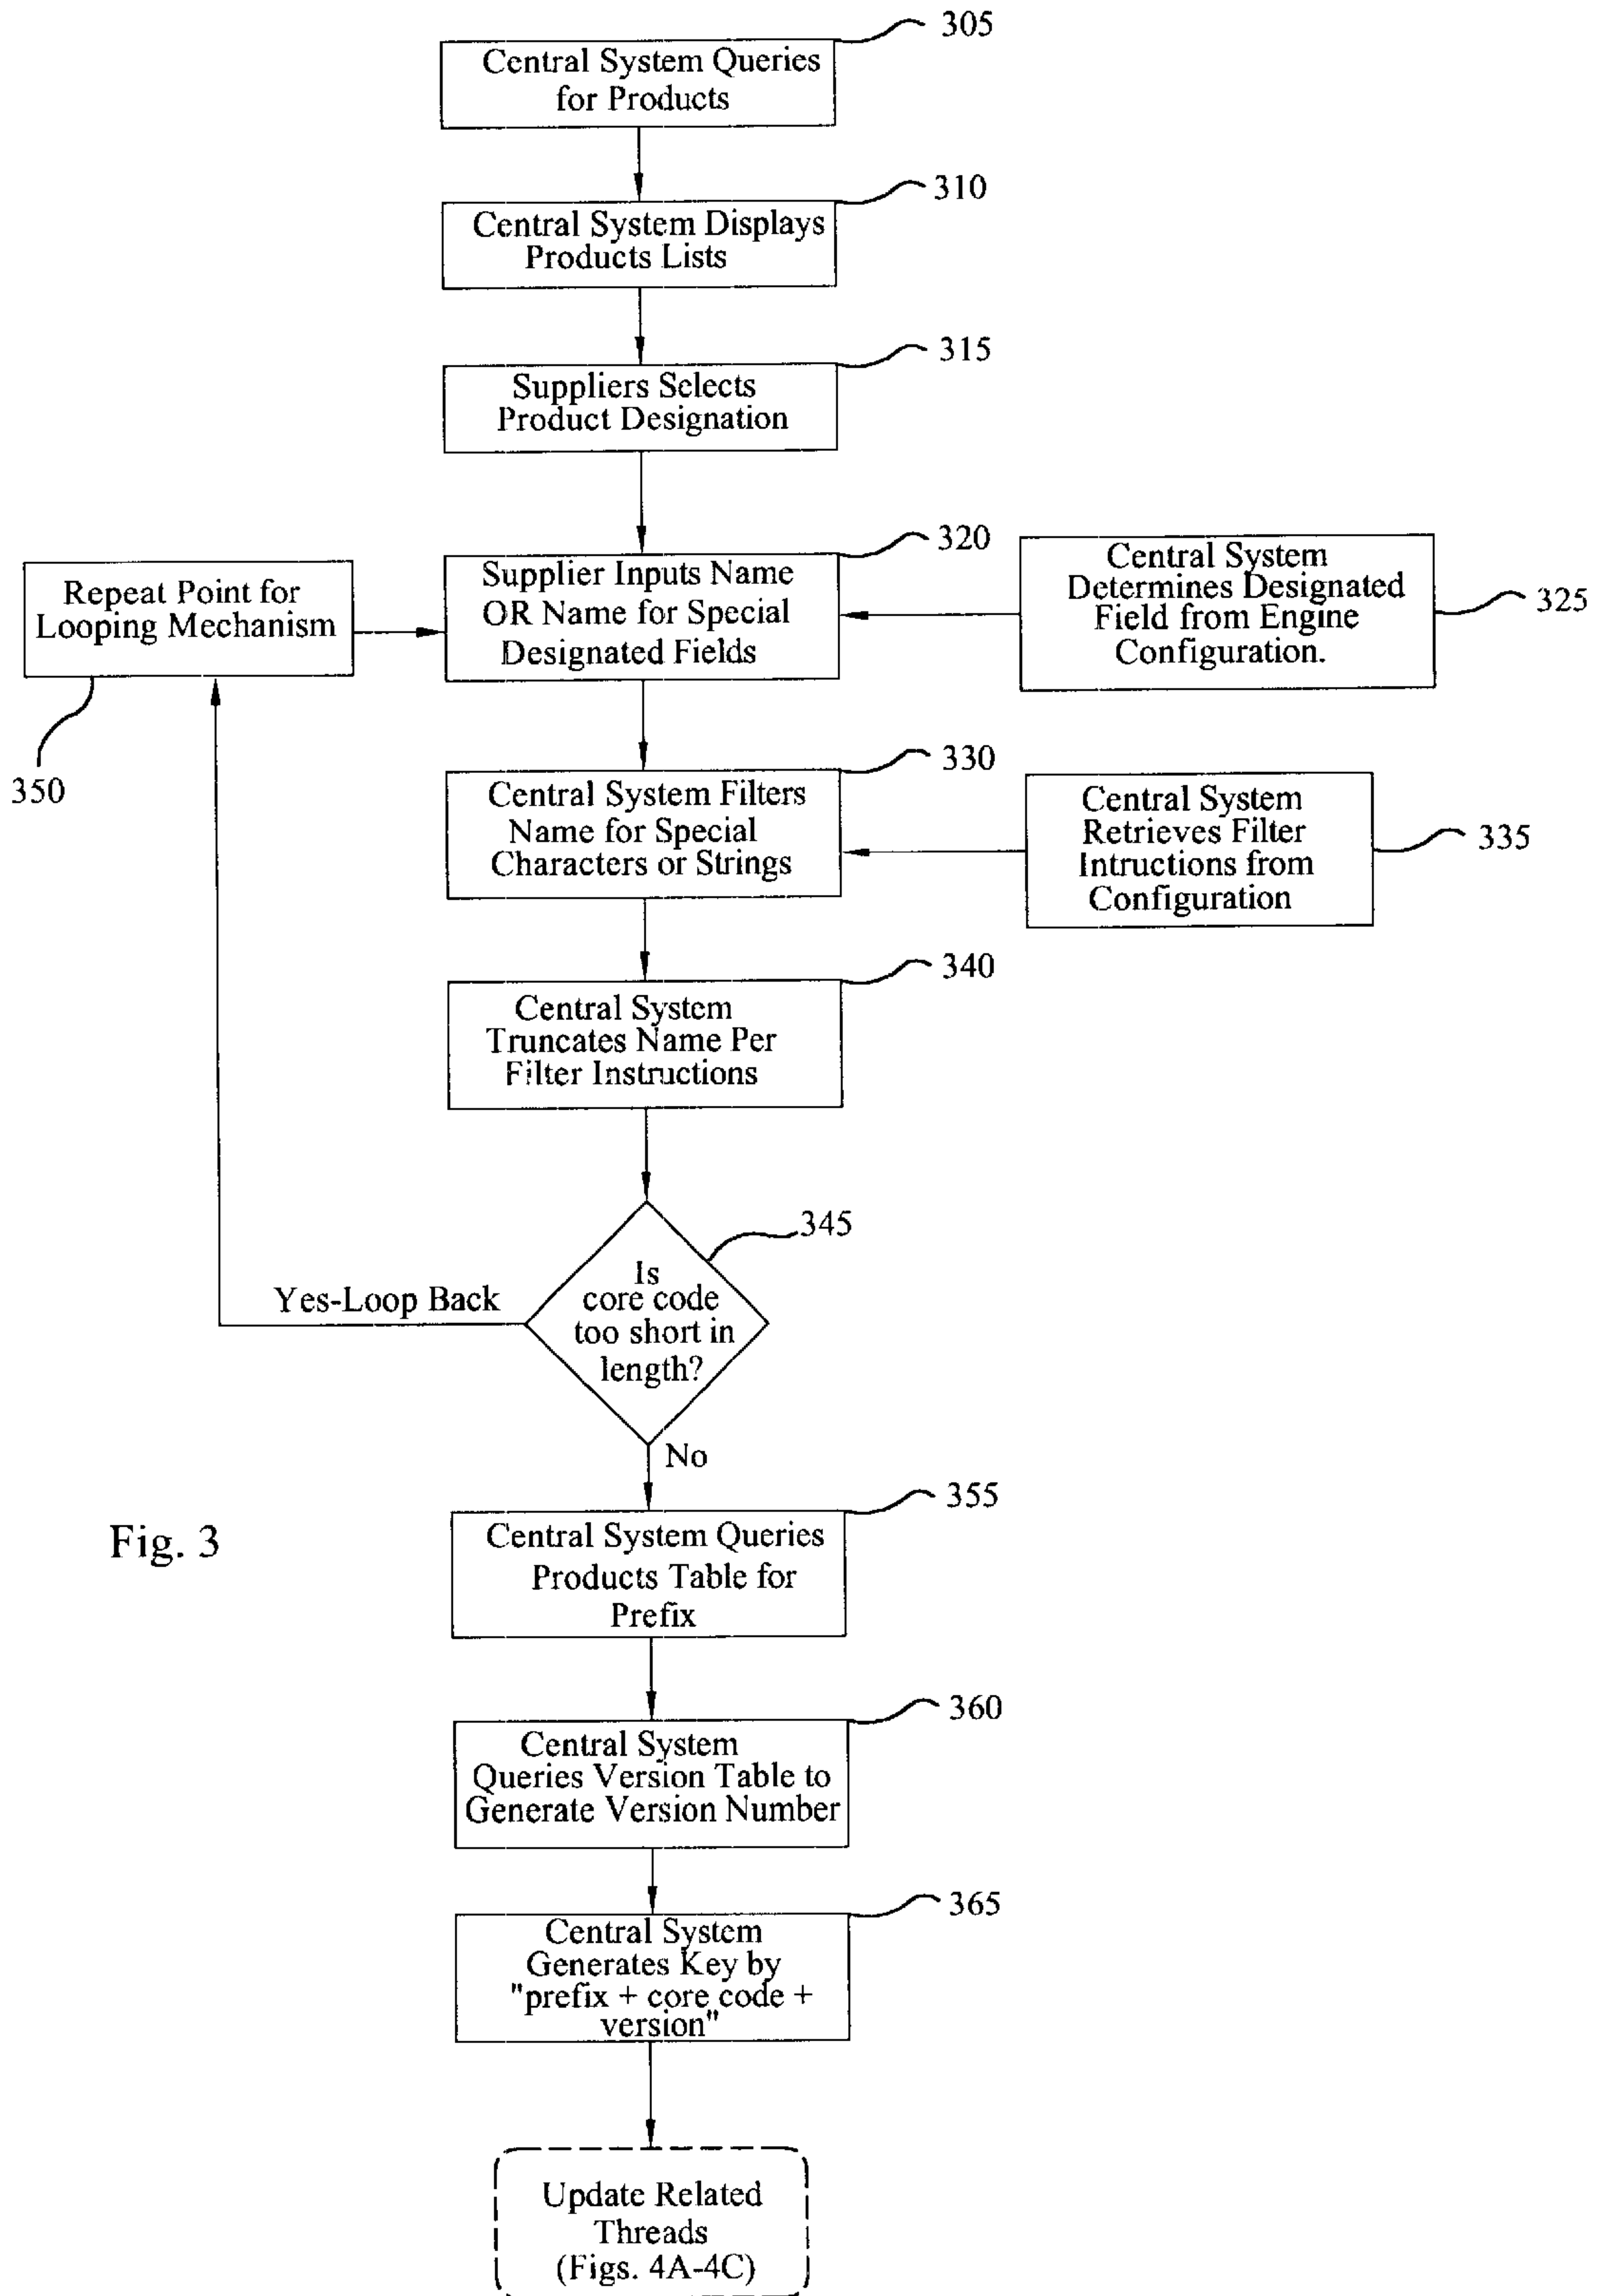 305
Central System Queries
for Products
310
Central System Displays
Products Lists
315
Suppliers Selects
Product Designation
320
Supplier Inputs Name
OR Name for Special
Designated Fields
Central System
Determines Designated
Field from Engine
Configuration.
325
Repeat Point for
Looping Mechanism
350
330
Central System Filters
Name for Special
Characters or Strings
Central System
Retrieves Filter
Intructions from
Configuration
335
340
Central System
Truncates Name Per
Filter Instructions
345
Is
core code
too short in
length?
Yes-Loop Back
No
355
Central System Queries
Products Table for
Prefix
Fig. 3
360
Central System
Queries Version Table to
Generate Version Number
365
Central System
Generates Key by
"prefix + core code +
version"
Update Related
Threads
(Figs. 4A-4C)